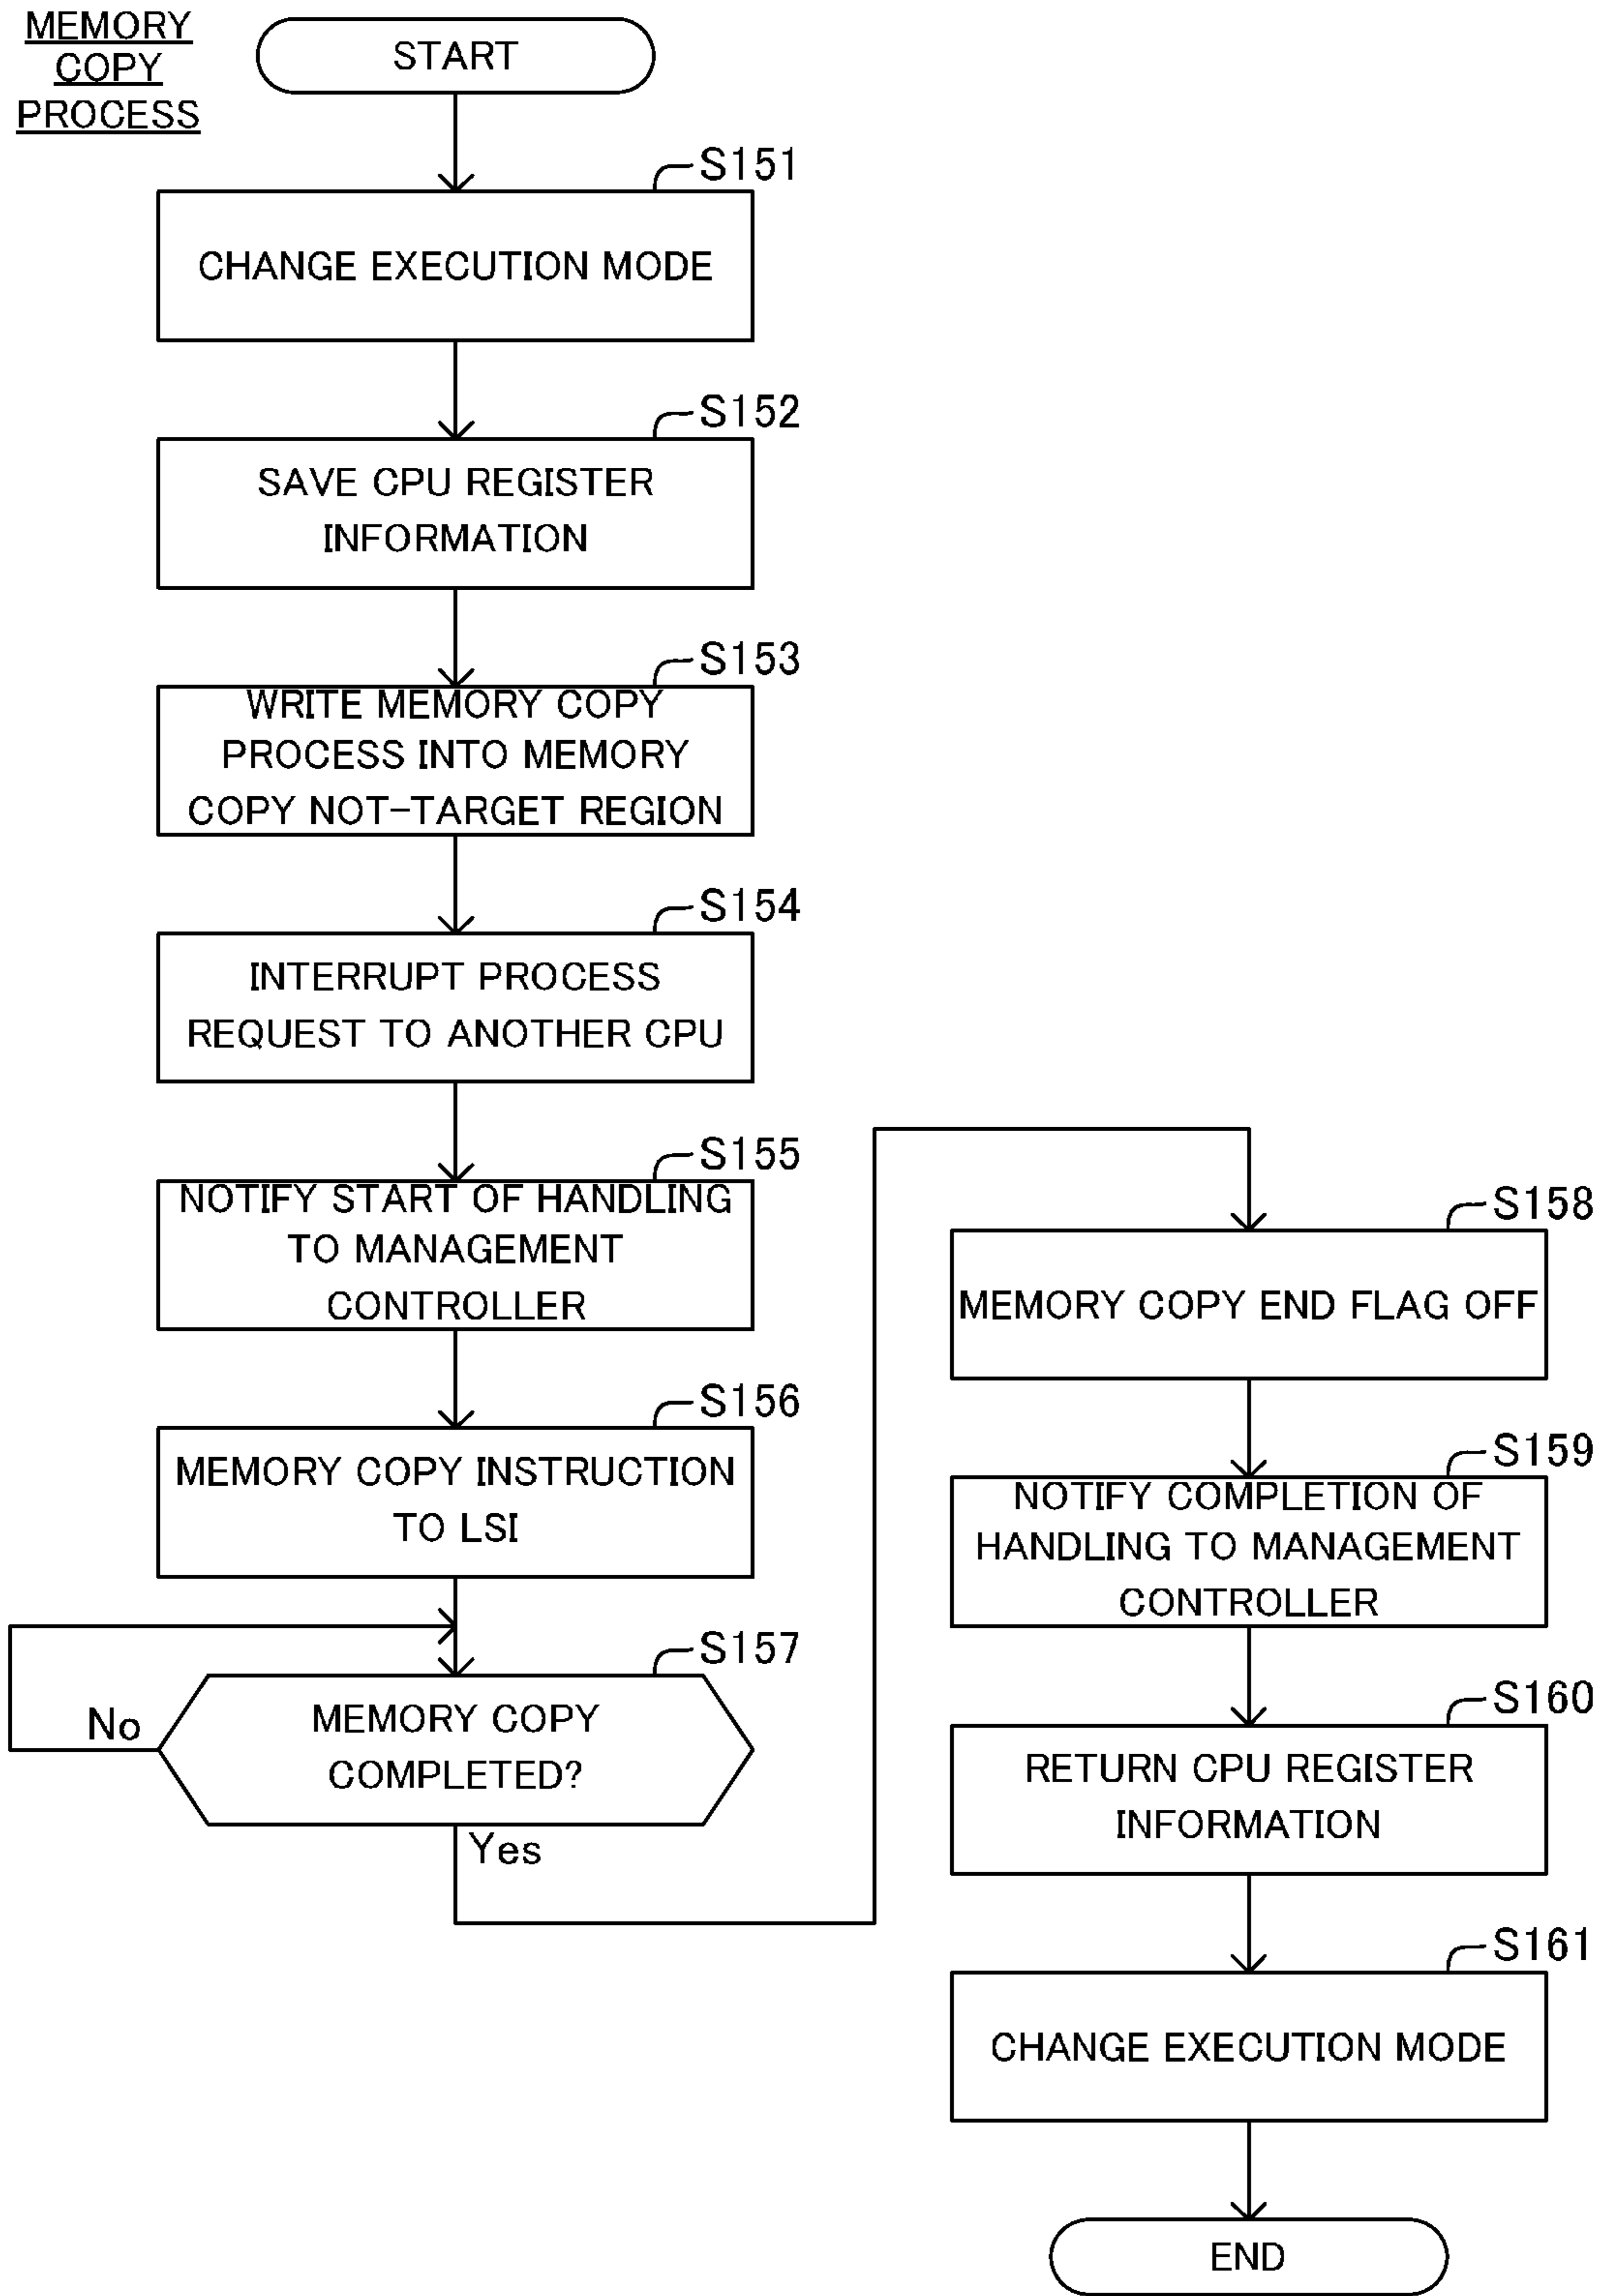 MEMORY
COPY
PROCESS
START
S151
CHANGE EXECUTION MODE
S152
SAVE CPU REGISTER
INFORMATION
S153
WRITE MEMORY COPY
PROCESS INTO MEMORY
COPY NOT-TARGET REGION
S154
INTERRUPT PROCESS
REQUEST TO ANOTHER CPU
S155
NOTIFY START OF HANDLING
TO MANAGEMENT
CONTROLLER
S156
MEMORY COPY INSTRUCTION
TO LSI
S157
MEMORY COPY
COMPLETED?
No
Yes
S158
MEMORY COPY END FLAG OFF
S159
NOTIFY COMPLETION OF
HANDLING TO MANAGEMENT
CONTROLLER
S160
RETURN CPU REGISTER
INFORMATION
S161
CHANGE EXECUTION MODE
END